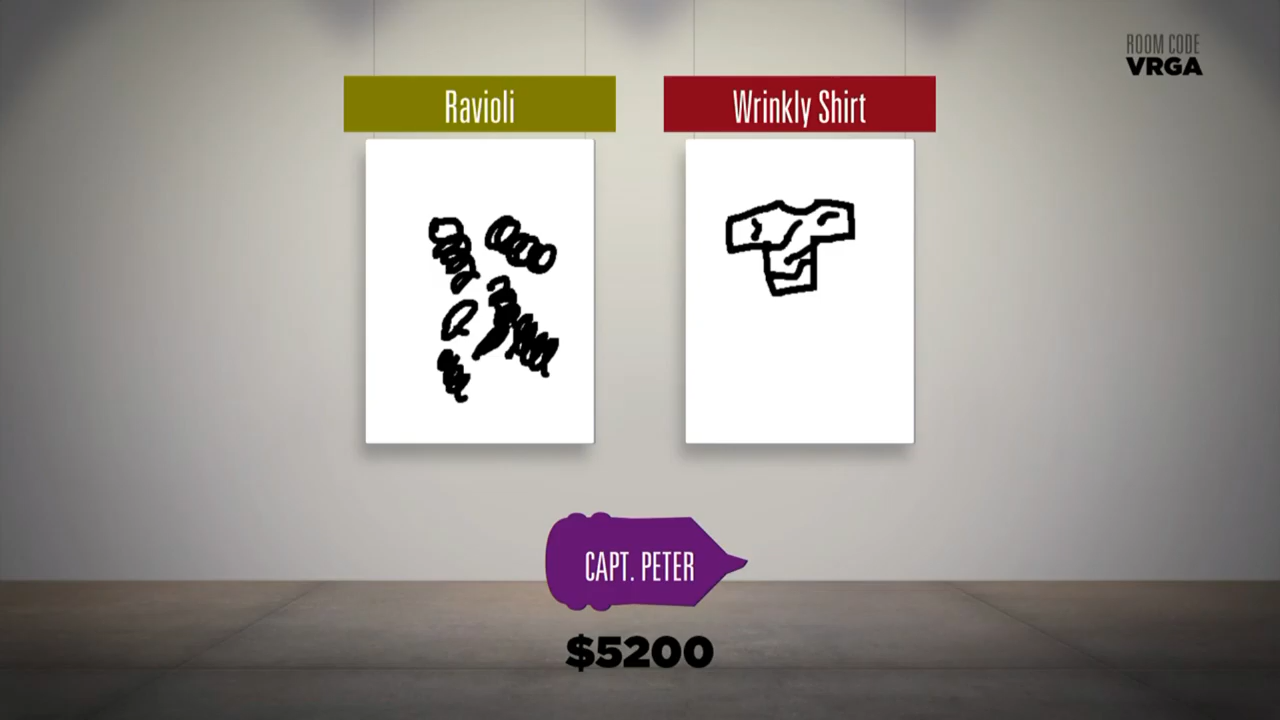 ROOM CODE
VRGA
Ravioli
Wrinkly Shirt
CAPT. PETER
$5200